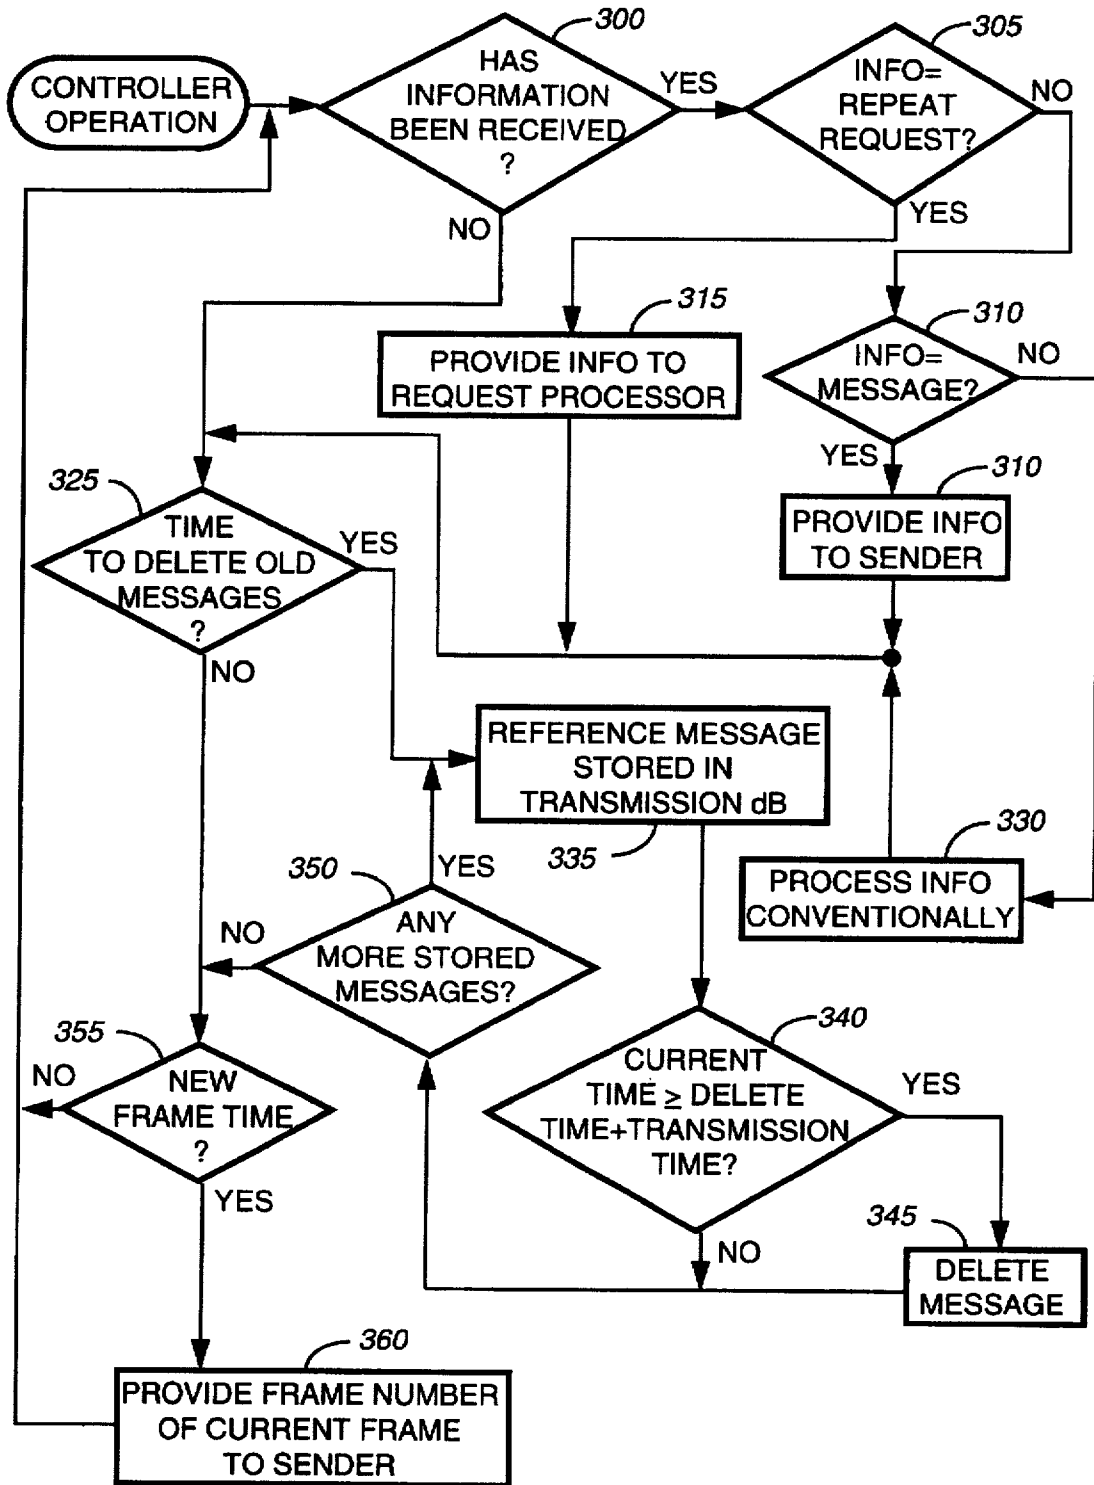 300
305
CONTROLLER
OPERATION
HAS
INFORMATION
BEEN RECEIVED
?
YES
INFO=
REPEAT
REQUEST?
NO
NO
YES
315
310
PROVIDE INFO TO
REQUEST PROCESSOR
INFO=
MESSAGE?
NO
YES
310
325
TIME
TO DELETE OLD
MESSAGES
?
YES
PROVIDE INFO
TO SENDER
NO
REFERENCE MESSAGE
STORED IN
TRANSMISSION dB
335
330
350
YES
PROCESS INFO
CONVENTIONALLY
NO
ANY
MORE STORED
MESSAGES?
355
340
NO
NEW
FRAME TIME
?
CURRENT
TIME ≥ DELETE
TIME+TRANSMISSION
TIME?
YES
YES
345
NO
DELETE
MESSAGE
360
PROVIDE FRAME NUMBER
OF CURRENT FRAME
TO SENDER